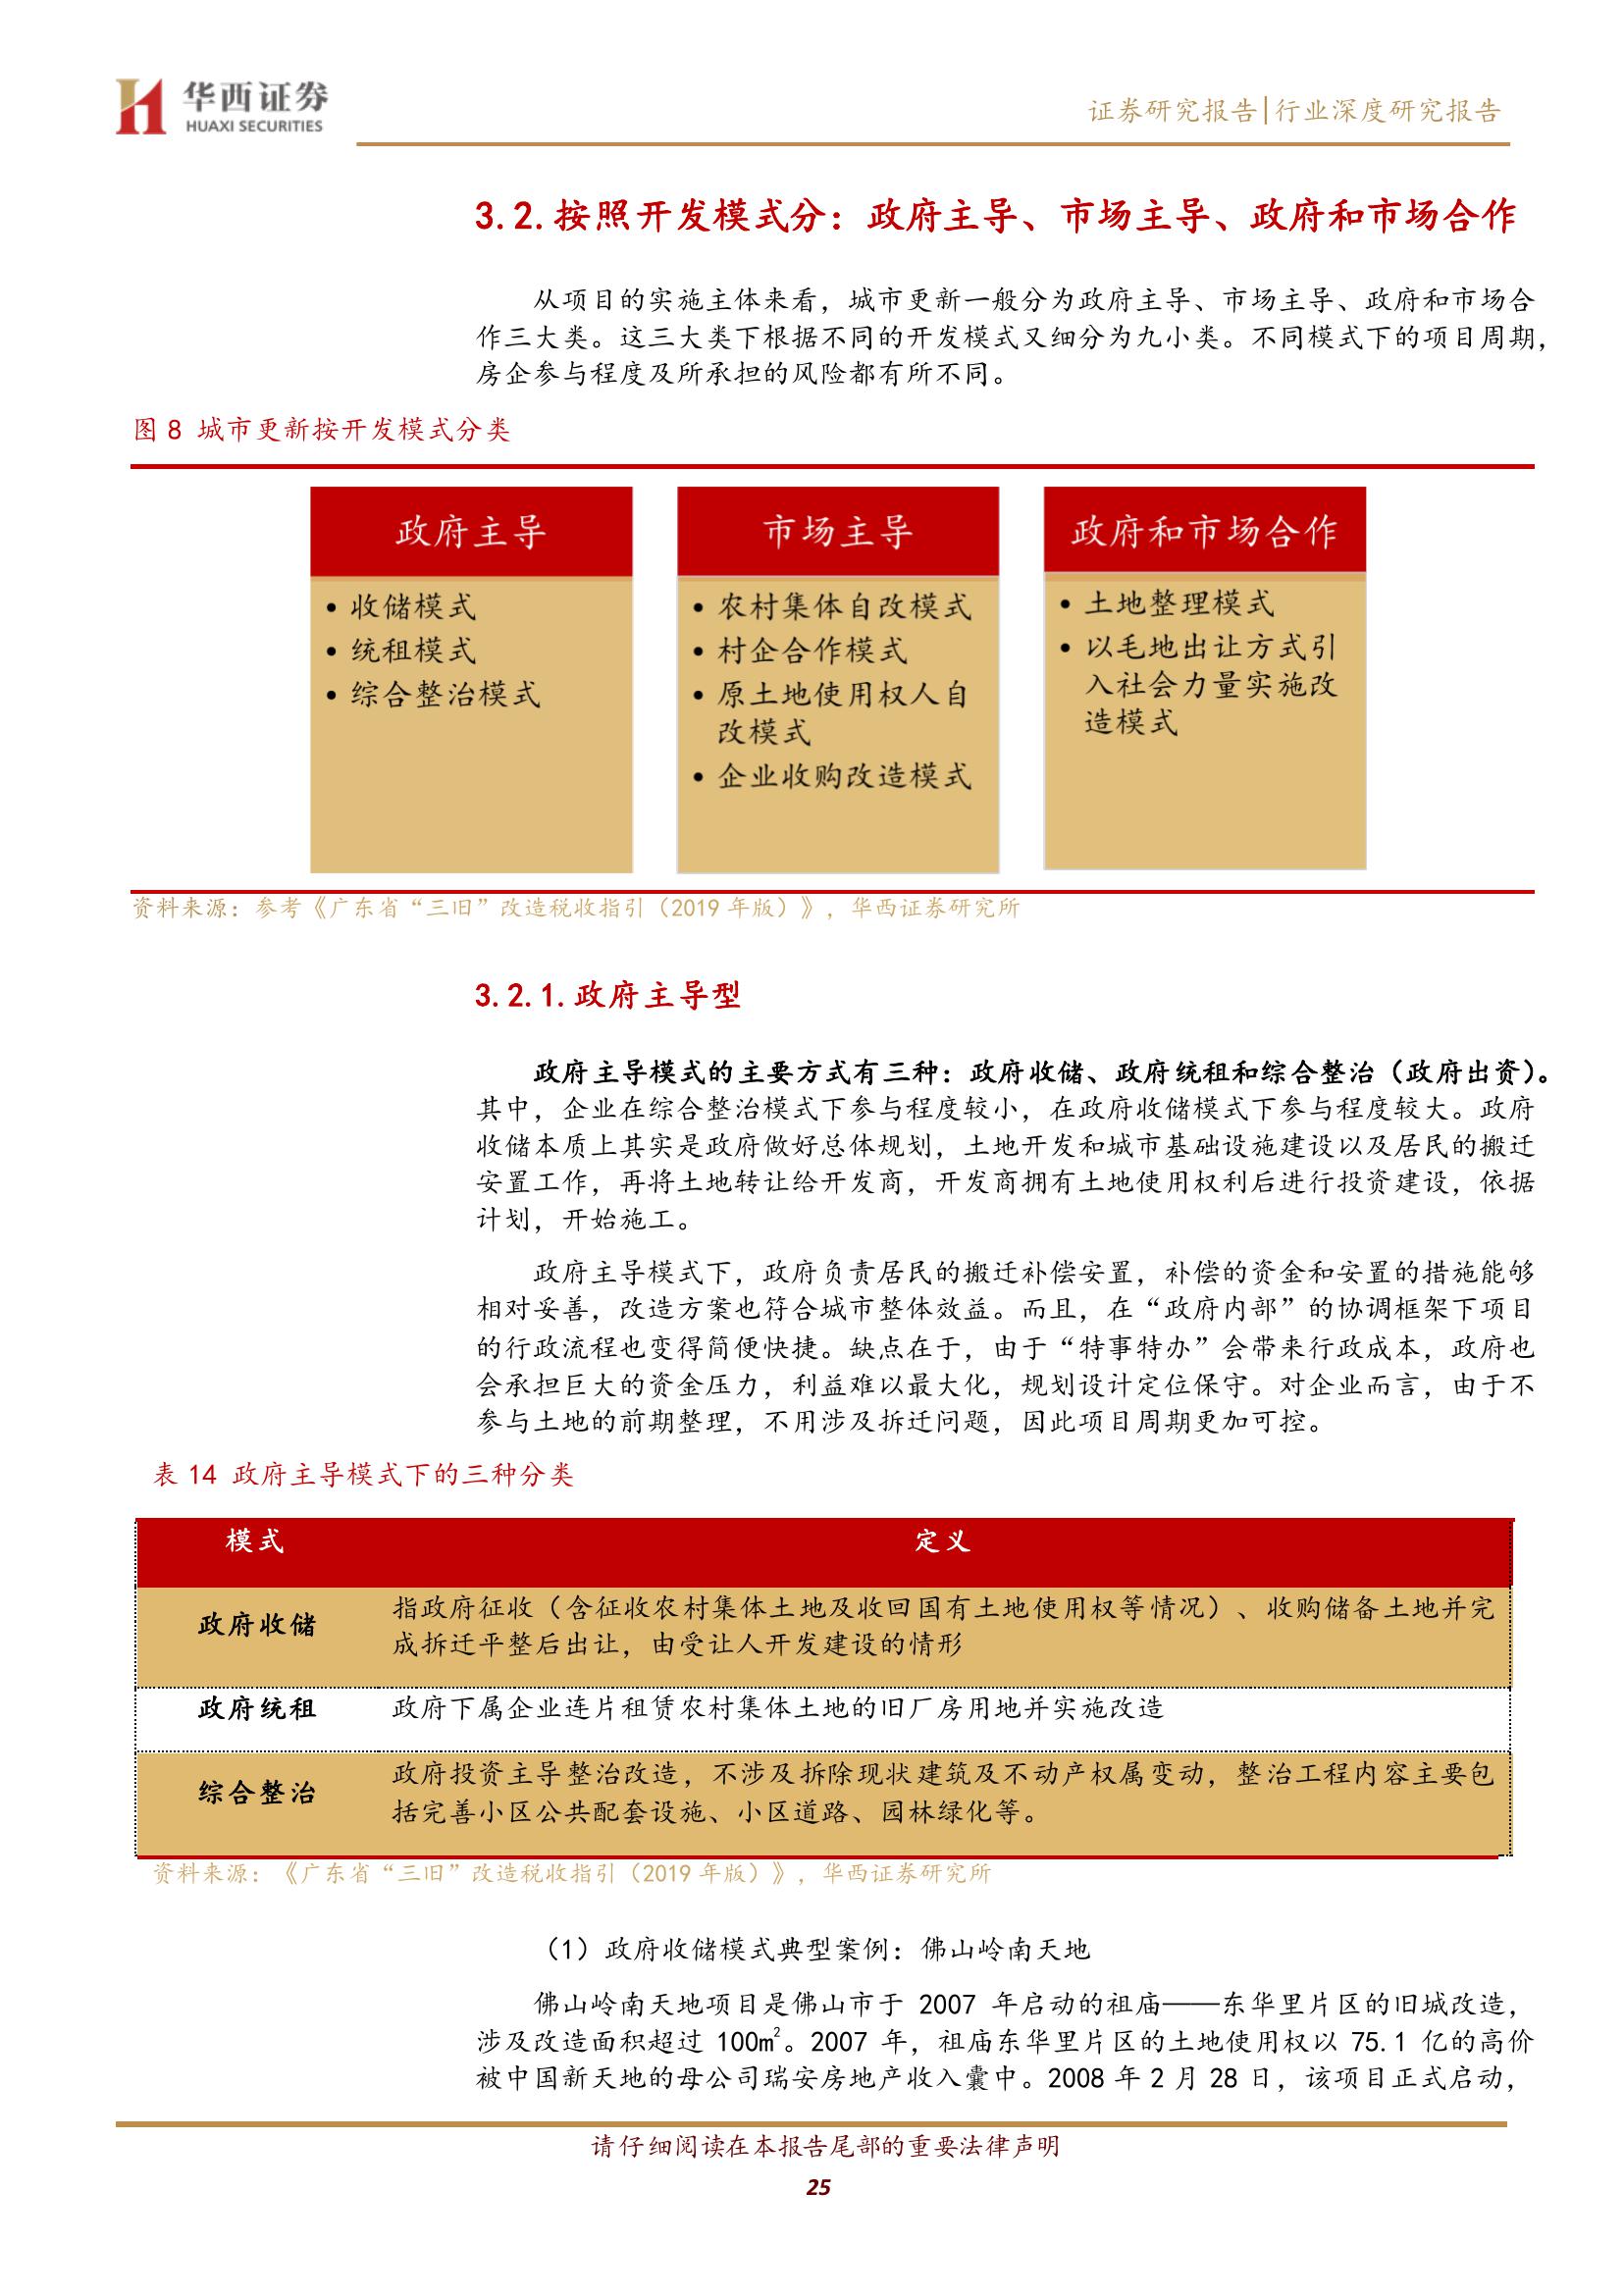 华西证券
HUAXI SECURITIES
证券研究报告|行业深度研究报告
3.2.按照开发模式分：政府主导、市场主导、政府和市场合作
从项目的实施主体来看，城市更新一般分为政府主导、市场主导、政府和市场合
作三大类。这三大类下根据不同的开发模式又细分为九小类。不同模式下的项目周期，
房企参与程度及所承担的风险都有所不同。
图 8 城市更新按开发模式分类
政府主导
• 收储模式
• 统租模式
• 综合整治模式
市场主导
• 农村集体自改模式
• 村企合作模式
• 原土地使用权人自
改模式
• 企业收购改造模式
政府和市场合作
• 土地整理模式
• 以毛地出让方式引
入社会力量实施改
造模式
资料来源：参考《广东省“三旧”改造税收指引（2019 年版）》，华西证券研究所
3.2.1.政府主导型
政府主导模式的主要方式有三种：政府收储、政府统租和综合整治（政府出资）。
其中，企业在综合整治模式下参与程度较小，在政府收储模式下参与程度较大。政府
收储本质上其实是政府做好总体规划，土地开发和城市基础设施建设以及居民的搬迁
安置工作，再将土地转让给开发商，开发商拥有土地使用权利后进行投资建设，依据
计划，开始施工。
政府主导模式下，政府负责居民的搬迁补偿安置，补偿的资金和安置的措施能够
相对妥善，改造方案也符合城市整体效益。而且，在“政府内部”的协调框架下项目
的行政流程也变得简便快捷。缺点在于，由于“特事特办”会带来行政成本，政府也
会承担巨大的资金压力，利益难以最大化，规划设计定位保守。对企业而言，由于不
参与土地的前期整理，不用涉及拆迁问题，因此项目周期更加可控。
表 14 政府主导模式下的三种分类
模式 定义
政府收储 指政府征收（含征收农村集体土地及收回国有土地使用权等情况）、收购储备土地并完
成拆迁平整后出让，由受让人开发建设的情形
政府统租 政府下属企业连片租赁农村集体土地的旧厂房用地并实施改造
综合整治 政府投资主导整治改造，不涉及拆除现状建筑及不动产权属变动，整治工程内容主要包
括完善小区公共配套设施、小区道路、园林绿化等。
资料来源：《广东省“三旧”改造税收指引（2019 年版）》，华西证券研究所
（1）政府收储模式典型案例：佛山岭南天地
佛山岭南天地项目是佛山市于 2007 年启动的祖庙——东华里片区的旧城改造，
涉及改造面积超过 100m²。2007 年，祖庙东华里片区的土地使用权以 75.1 亿的高价
被中国新天地的母公司瑞安房地产收入囊中。2008 年 2 月 28 日，该项目正式启动，
请仔细阅读在本报告尾部的重要法律声明
25